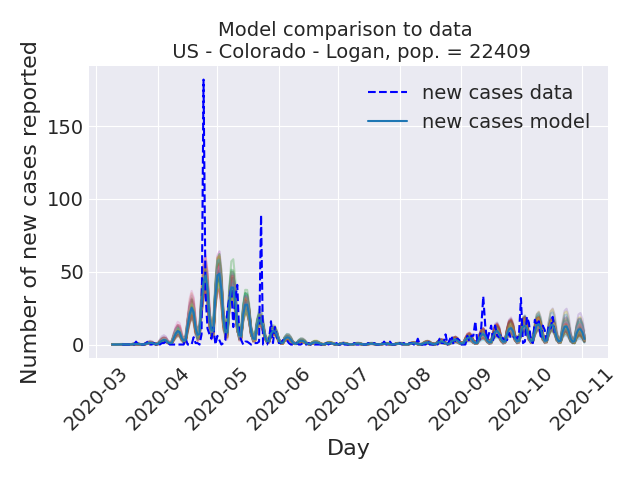 Model comparison to data
US - Colorado - Logan, pop. = 22409
Number of new cases reported
150
100
50
0
new cases data
new cases model
2020-03
2020-04
2020-05
2020-06
2020-07
2020-08
2020-09
2020-10
2020-11
Day